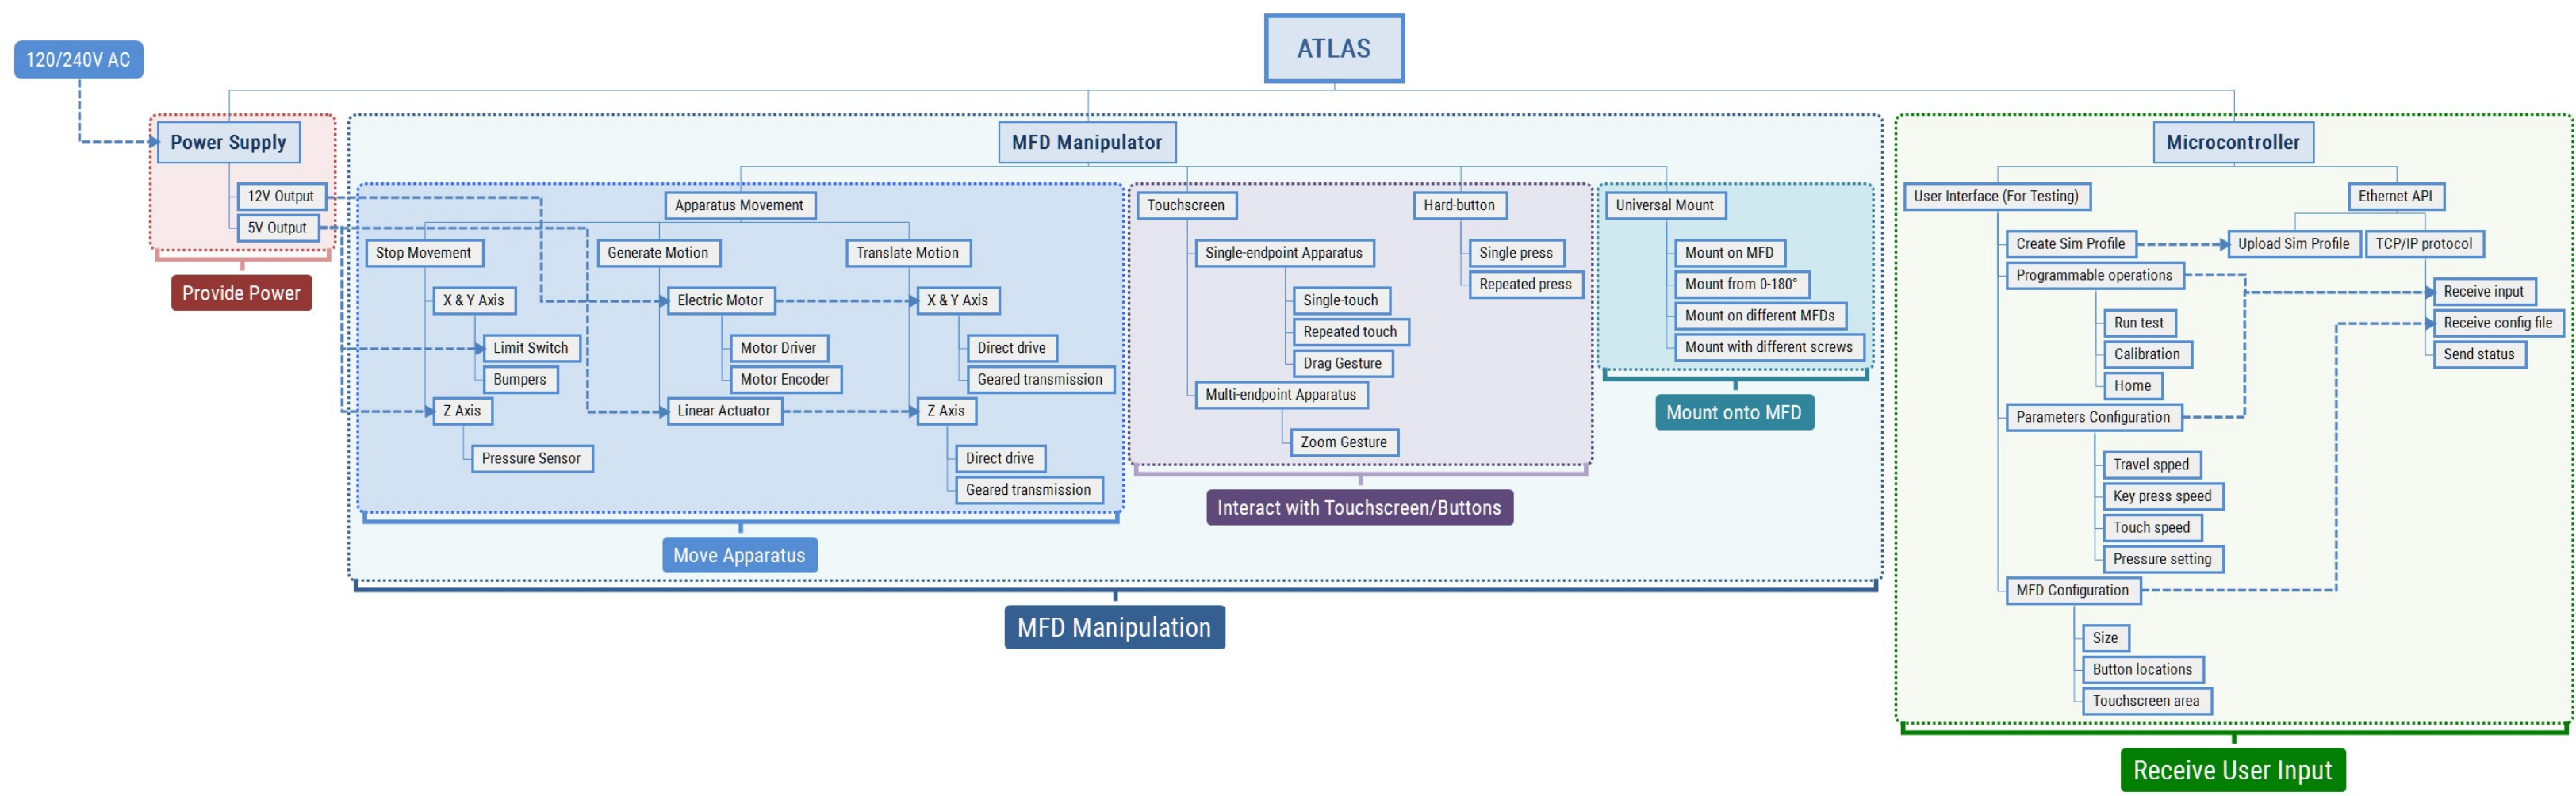 ATLAS
120/240V AC
Power Supply
12V Output
5V Output
Provide Power
MFD Manipulator
Apparatus Movement
Stop Movement
X & Y Axis
Limit Switch
Bumpers
Z Axis
Pressure Sensor
Generate Motion
Electric Motor
Motor Driver
Motor Encoder
Linear Actuator
Translate Motion
X & Y Axis
Direct drive
Geared transmission
Z Axis
Direct drive
Geared transmission
Move Apparatus
Touchscreen
Single-endpoint Apparatus
Single-touch
Repeated touch
Drag Gesture
Multi-endpoint Apparatus
Zoom Gesture
Hard-button
Single press
Repeated press
Interact with Touchscreen/Buttons
Universal Mount
Mount on MFD
Mount from 0-180°
Mount on different MFDs
Mount with different screws
Mount onto MFD
MFD Manipulation
Microcontroller
User Interface (For Testing)
Create Sim Profile
Programmable operations
Run test
Calibration
Home
Parameters Configuration
Travel spped
Key press speed
Touch speed
Pressure setting
MFD Configuration
Size
Button locations
Touchscreen area
Ethernet API
Upload Sim Profile
TCP/IP protocol
Receive input
Receive config file
Send status
Receive User Input